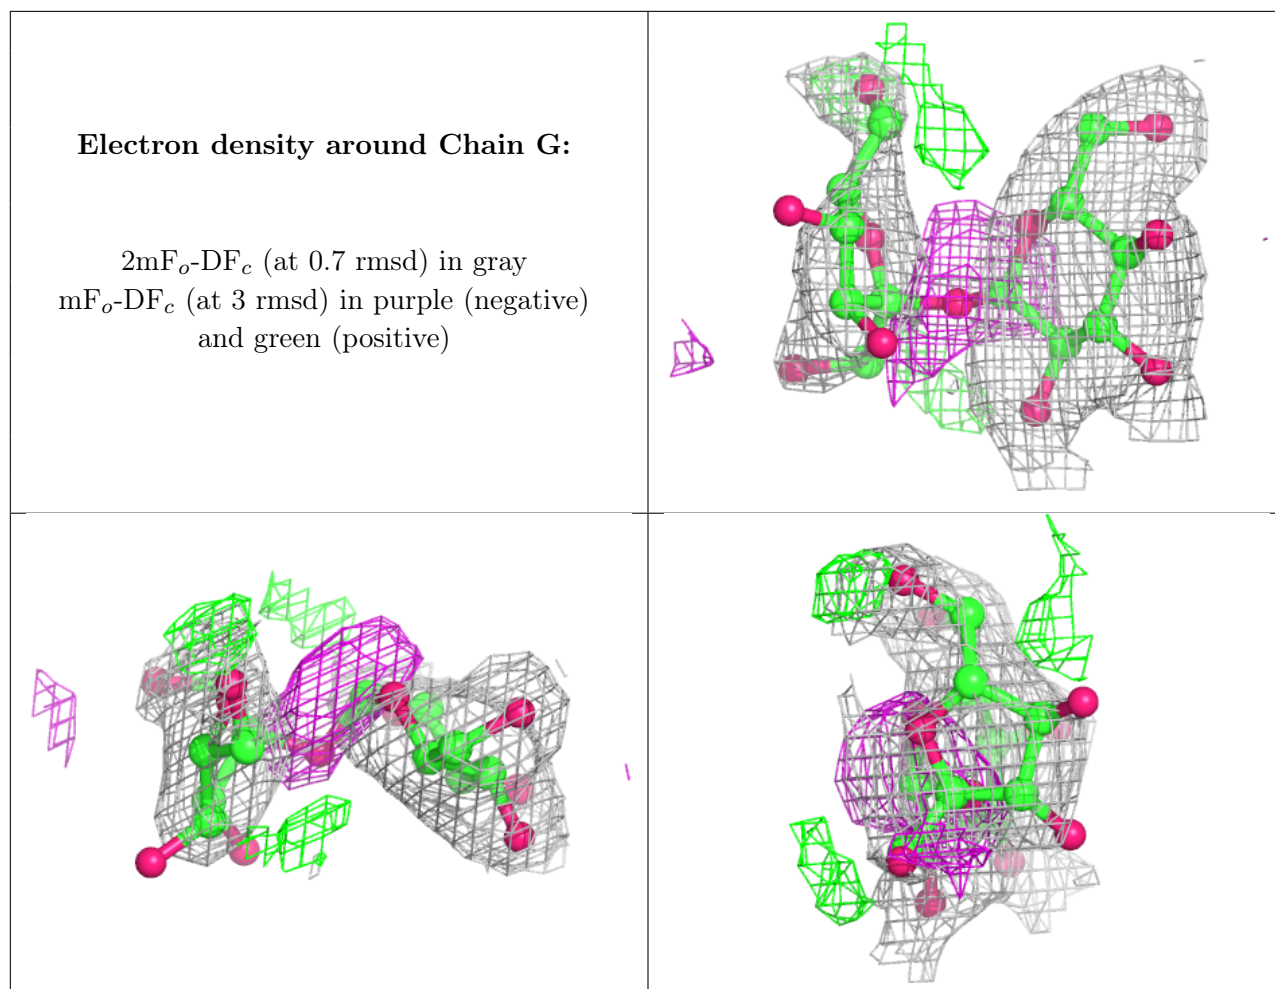 Electron density around Chain G:
2mFo-DFc (at 0.7 rmsd) in gray
mFo-DFc (at 3 rmsd) in purple (negative)
and green (positive)